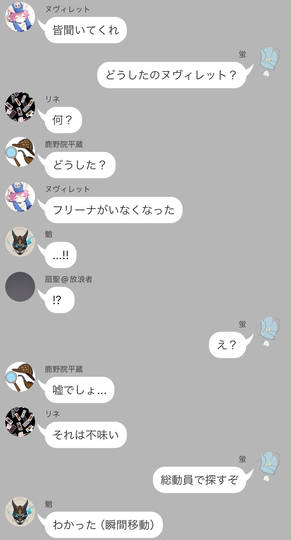 ヌヴィレット
皆聞いてくれ
蛍
どうしたのヌヴィレット？
リネ
何？
鹿野院平蔵
どうした？
ヌヴィレット
フリーナがいなくなった
魈
...!!
扇聖@放浪者
!?
蛍
え？
鹿野院平蔵
嘘でしょ...
リネ
それは不味い
蛍
総動員で探すぞ
魈
わかった（瞬間移動）